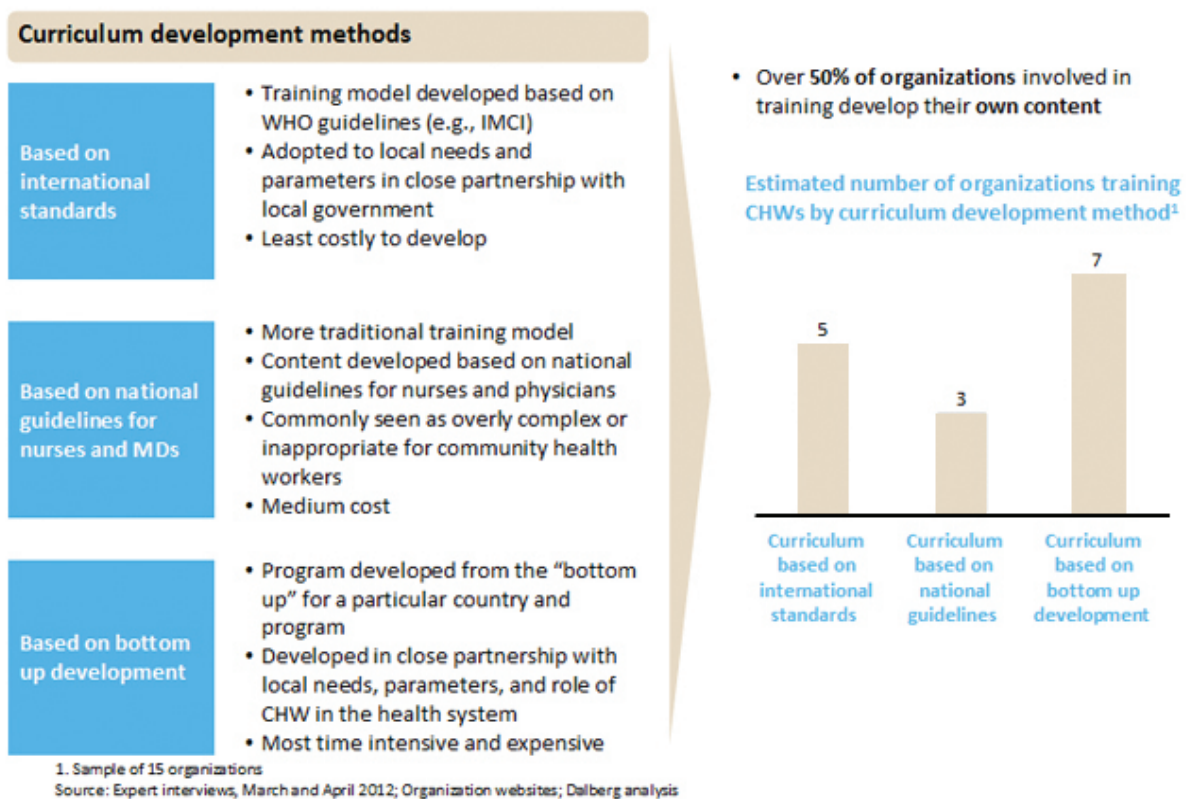 Curriculum development methods
Based on
international
standards
• Training model developed based on
WHO guidelines (e.g., IMCI)
• Adopted to local needs and
parameters in close partnership with
local government
• Least costly to develop
Based on national
guidelines for
nurses and MDs
• More traditional training model
• Content developed based on national
guidelines for nurses and physicians
• Commonly seen as overly complex or
inappropriate for community health
workers
• Medium cost
Based on bottom
up development
• Program developed from the “bottom
up” for a particular country and
program
• Developed in close partnership with
local needs, parameters, and role of
CHW in the health system
• Most time intensive and expensive
• Over 50% of organizations involved in
training develop their own content
Estimated number of organizations training
CHWs by curriculum development method¹
5
3
7
Curriculum
based on
international
standards
Curriculum
based on
national
guidelines
Curriculum
based on
bottom up
development
1. Sample of 15 organizations
Source: Expert interviews, March and April 2012; Organization websites; Dalberg analysis